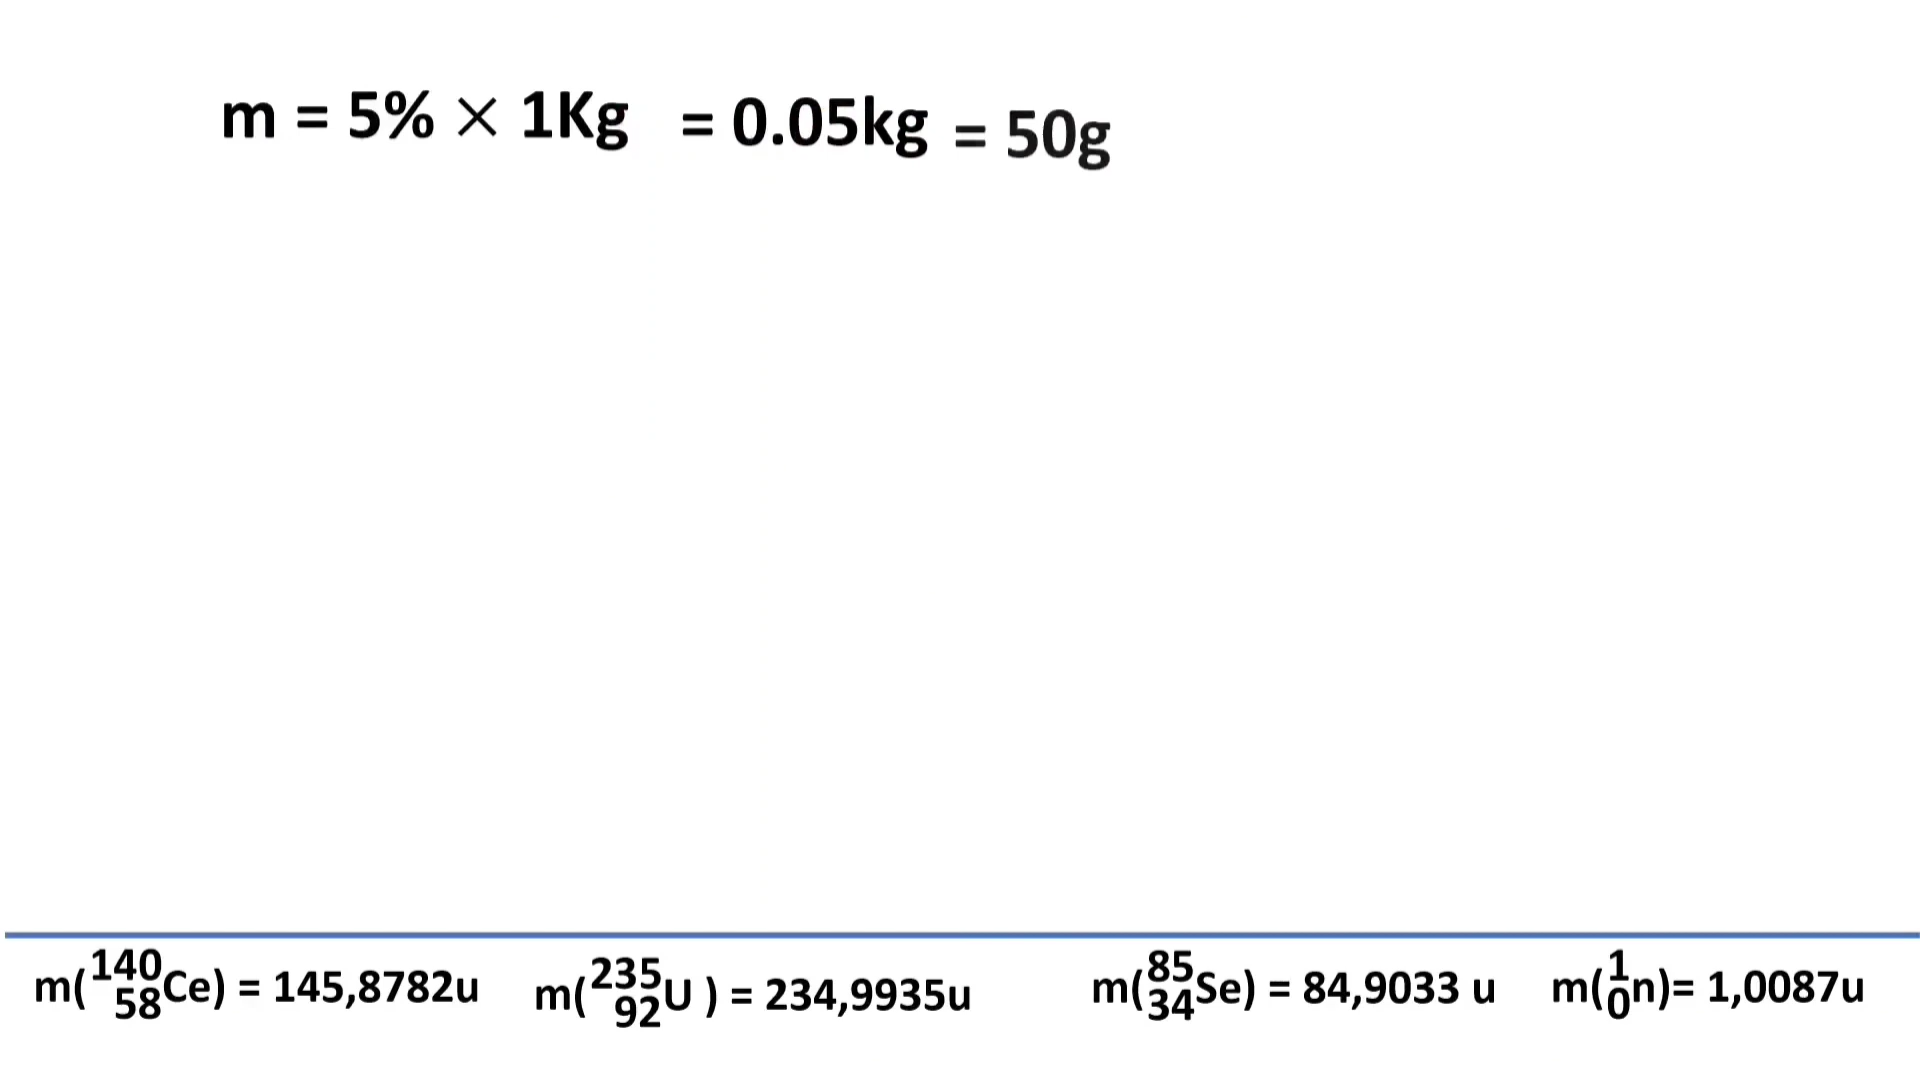 m = 5% × 1Kg = 0.05kg = 50g
m(¹⁴⁰₅₈Ce) = 145,8782u m(²³⁵₉₂U ) = 234,9935u m(⁸⁵₃₄Se) = 84,9033 u m(¹₀n)= 1,0087u